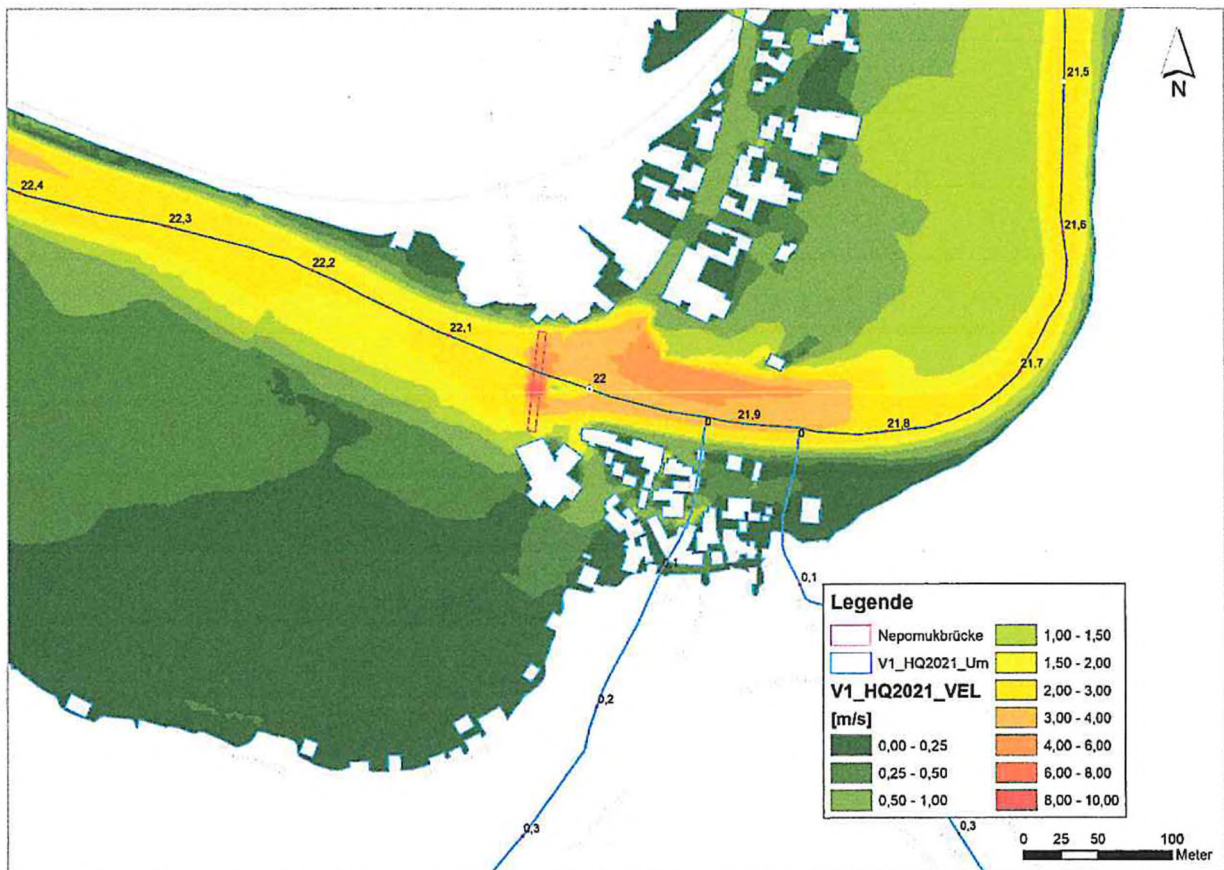 21,5
N
22,4
22,3
21,6
22,2
22,1
21,7
22
21,9
21,8
0
0
0,1
0,1
0,2
0,3
0,3
Legende
Nepomukbrücke
V1_HQ2021_Um
V1_HQ2021_VEL
[m/s]
0,00 - 0,25
0,25 - 0,50
0,50 - 1,00
1,00 - 1,50
1,50 - 2,00
2,00 - 3,00
3,00 - 4,00
4,00 - 6,00
6,00 - 8,00
8,00 - 10,00
0 25 50 100
Meter